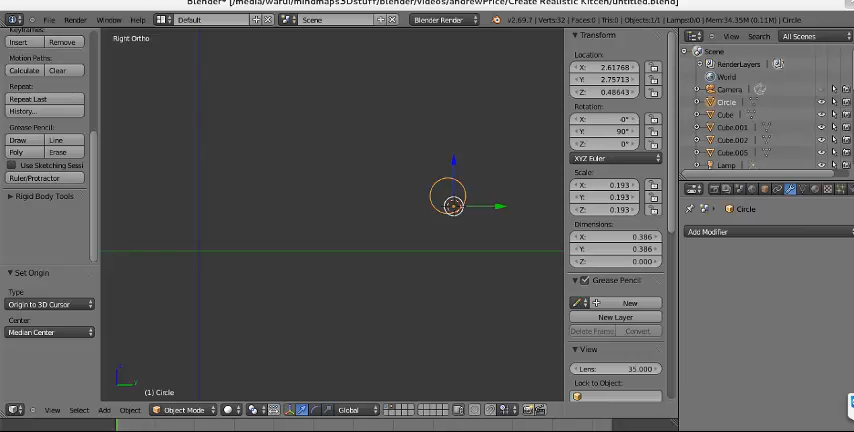 Blender* [/media/warul/mindmaps3Dstuff/blender/videos/andrewPrice/Create Realistic Kitcen/untitled.blend]
File Render Window Help Default Scene Blender Render v2.69.7 | Verts:32 | Faces:0 | Tris:0 | Objects:1/1 | Lamps:0/0 | Mem:34.35M (0.11M) | Circle
Keyframes:
Insert Remove
Motion Paths:
Calculate Clear
Repeat:
Repeat Last
History...
Grease Pencil:
Draw Line
Poly Erase
Use Sketching Sessi
Ruler/Protractor
Rigid Body Tools
Set Origin
Type
Origin to 3D Cursor
Center
Median Center
Right Ortho
(1) Circle
View Select Add Object Object Mode Global
Transform
Location:
X: 2.61768
Y: 2.75713
Z: 0.48643
Rotation:
X: -0°
Y: 90°
Z: 0°
XYZ Euler
Scale:
X: 0.193
Y: 0.193
Z: 0.193
Dimensions:
X: 0.386
Y: 0.386
Z: 0.000
Grease Pencil
New
New Layer
Delete Frame Convert
View
Lens: 35.000
Lock to Object:
View Search All Scenes
Scene
RenderLayers
World
Camera
Circle
Cube
Cube.001
Cube.002
Cube.005
Lamp
Circle
Add Modifier